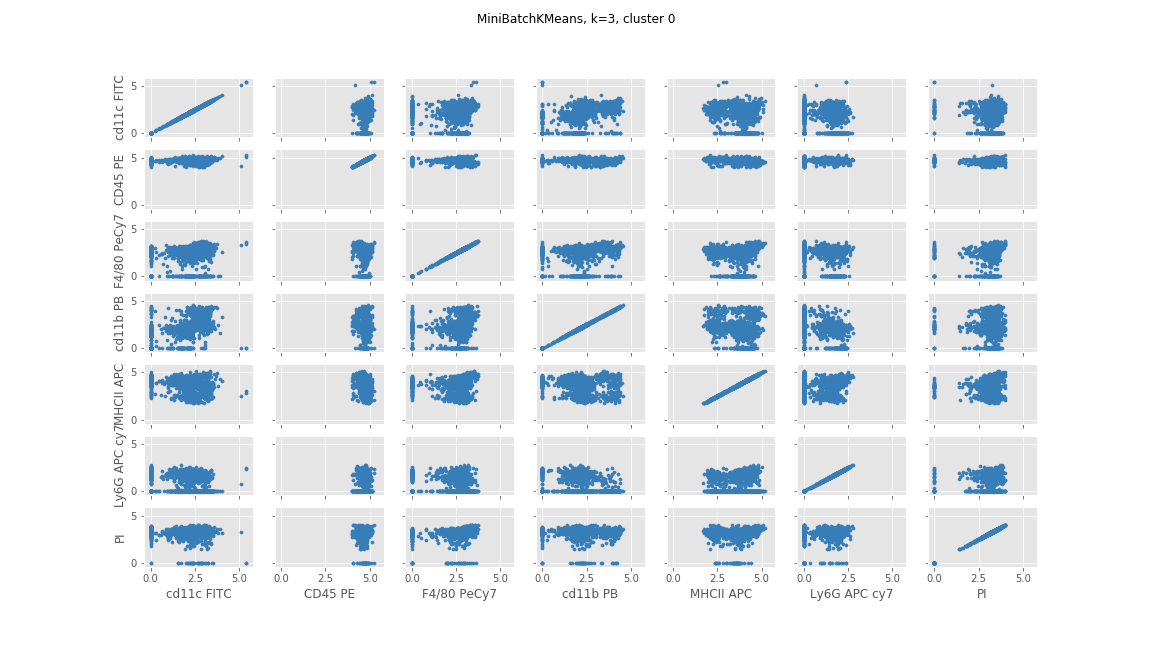 MiniBatchKMeans, k=3, cluster 0
5
0
cd11c FITC
5
0
CD45 PE
5
0
F4/80 PeCy7
5
0
cd11b PB
5
0
MHCII APC
5
0
Ly6G APC cy7
5
0
PI
0.0 2.5 5.0 0.0 2.5 5.0 0.0 2.5 5.0 0.0 2.5 5.0 0.0 2.5 5.0 0.0 2.5 5.0 0.0 2.5 5.0
cd11c FITC CD45 PE F4/80 PeCy7 cd11b PB MHCII APC Ly6G APC cy7 PI